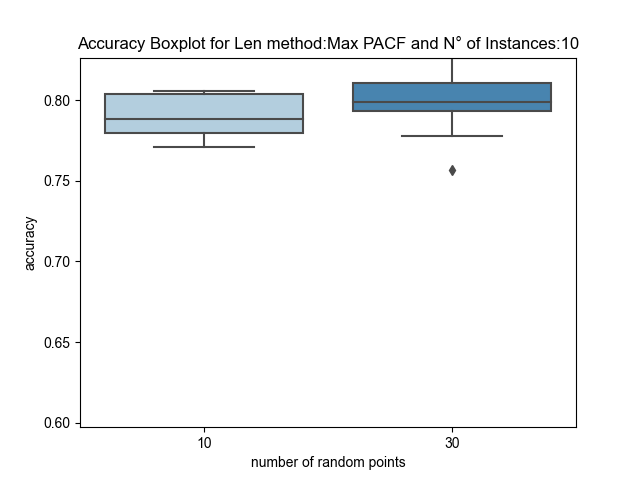 Accuracy Boxplot for Len method:Max PACF and N° of Instances:10
0.80
0.75
0.70
0.65
0.60
accuracy
10 30
number of random points